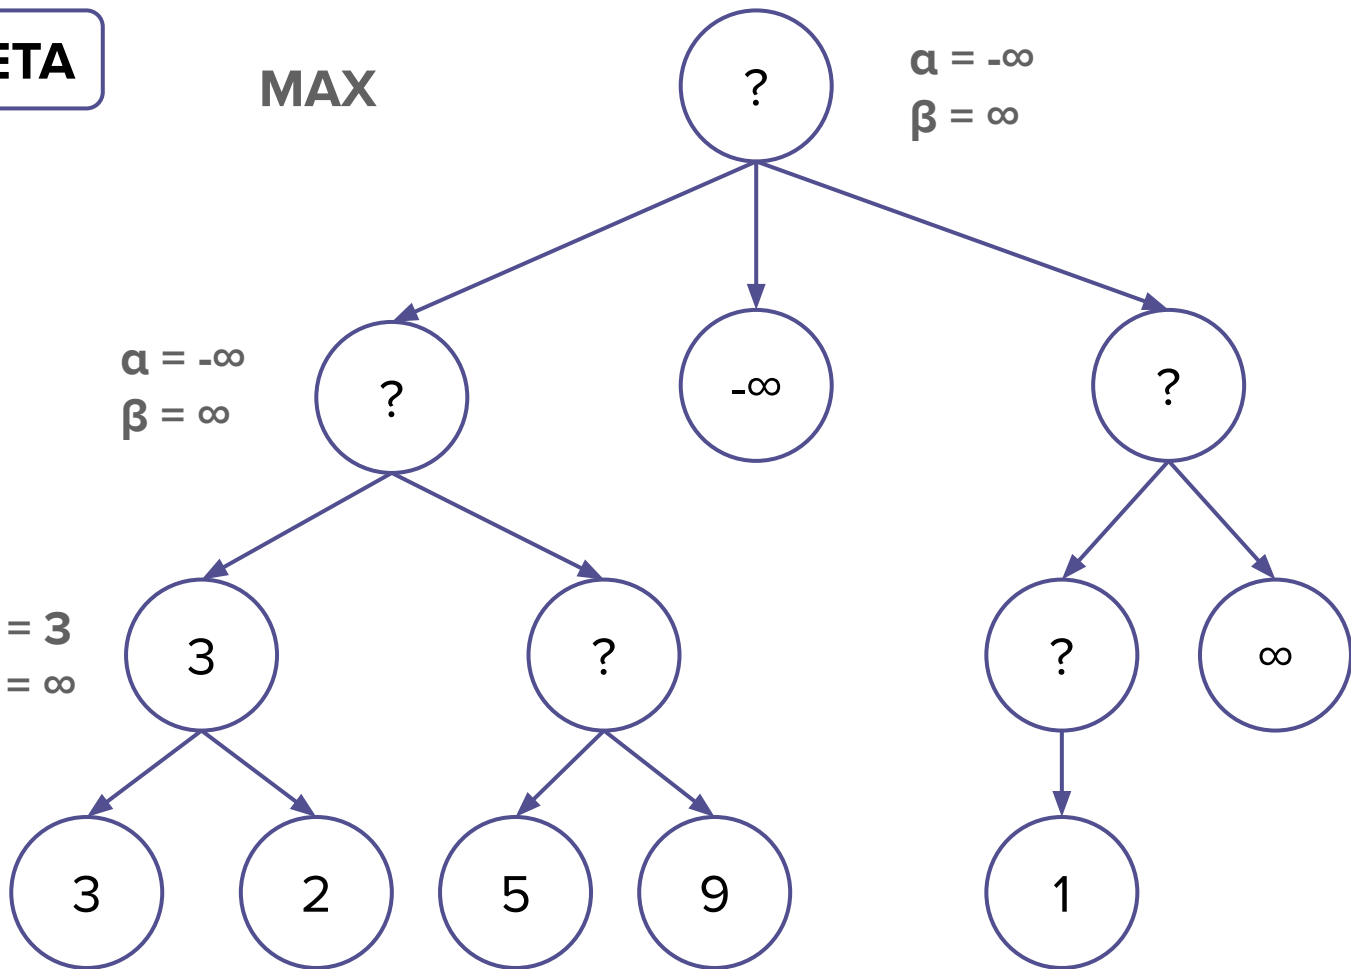 ETA
MAX
?
α = -∞
β = ∞
α = -∞
β = ∞
?
-∞
?
= 3
= ∞
3
?
?
∞
3
2
5
9
1